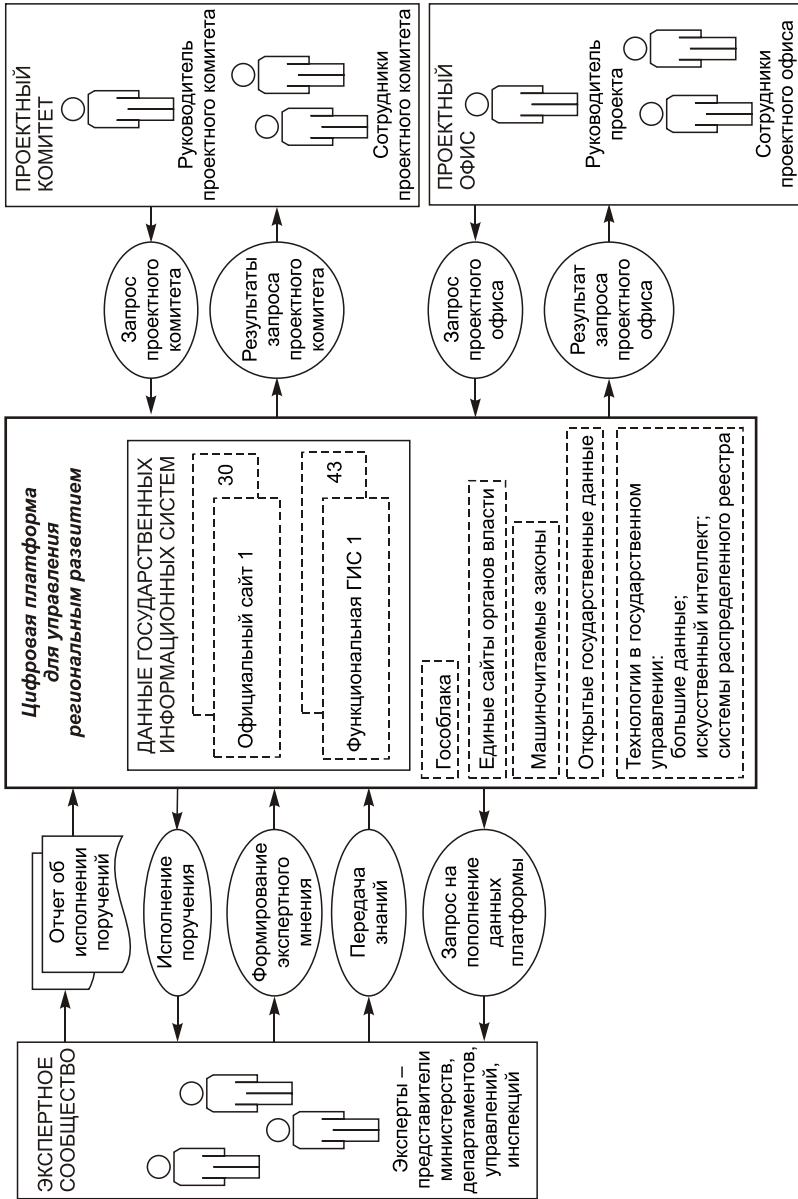 ЭКСПЕРТНОЕ
СООБЩЕСТВО
Эксперты –
представители
министерств,
департаментов,
управлений,
инспекций
Отчет об
исполнении
поручений
Исполнение
поручения
Формирование
экспертного
мнения
Передача
знаний
Запрос на
пополнение
данных
платформы
Цифровая платформа
для управления
региональным развитием
ДАННЫЕ ГОСУДАРСТВЕННЫХ
ИНФОРМАЦИОННЫХ СИСТЕМ
30
Официальный сайт 1
43
Функциональная ГИС 1
Гособлака
Единые сайты органов власти
Машиночитаемые законы
Открытые государственные данные
Технологии в государственном
управлении:
большие данные;
искусственный интеллект;
системы распределенного реестра
Запрос
проектного
комитета
Результаты
запроса
проектного
комитета
Запрос
проектного
офиса
Результат
запроса
проектного
офиса
ПРОЕКТНЫЙ
КОМИТЕТ
Руководитель
проектного комитета
Сотрудники
проектного комитета
ПРОЕКТНЫЙ
ОФИС
Руководитель
проекта
Сотрудники
проектного офиса